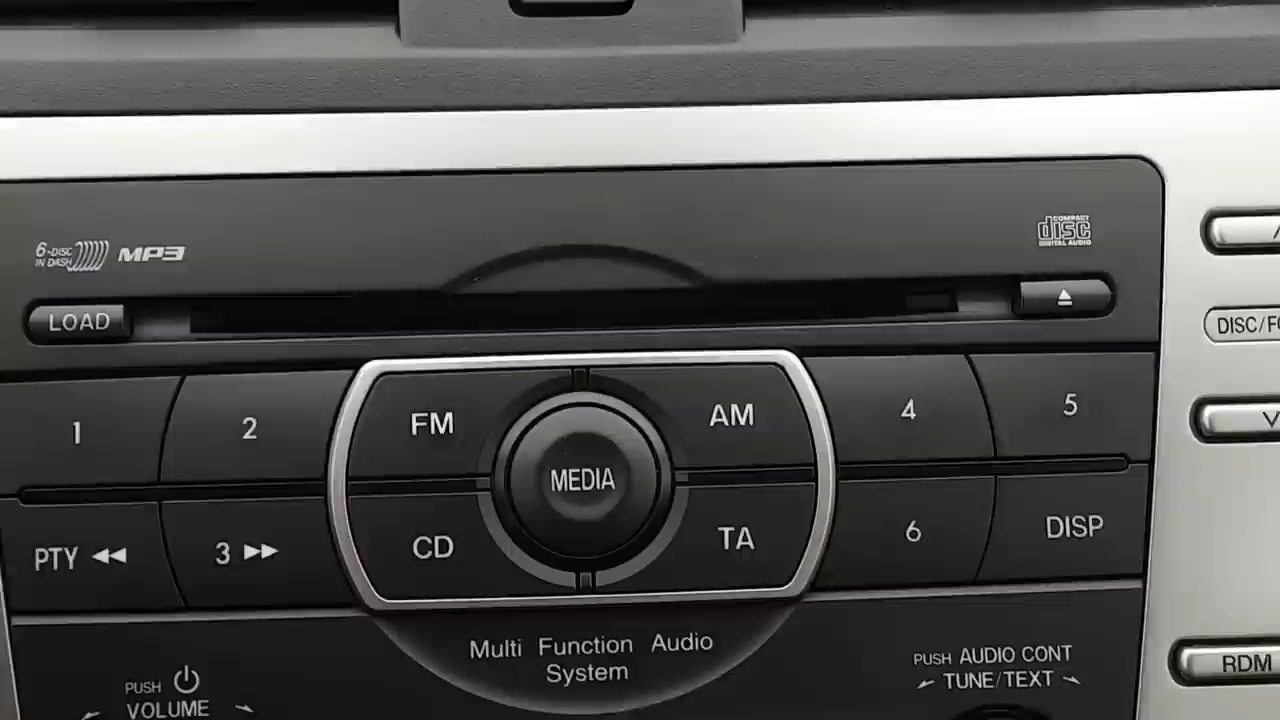 6-DISC
IN DASH
MP3
COMPACT
disc
DIGITAL AUDIO
LOAD
DISC/
1
2
FM
AM
4
5
MEDIA
PTY
3
CD
TA
6
DISP
Multi Function Audio
System
PUSH
VOLUME
PUSH AUDIO CONT
TUNE/TEXT
RDM